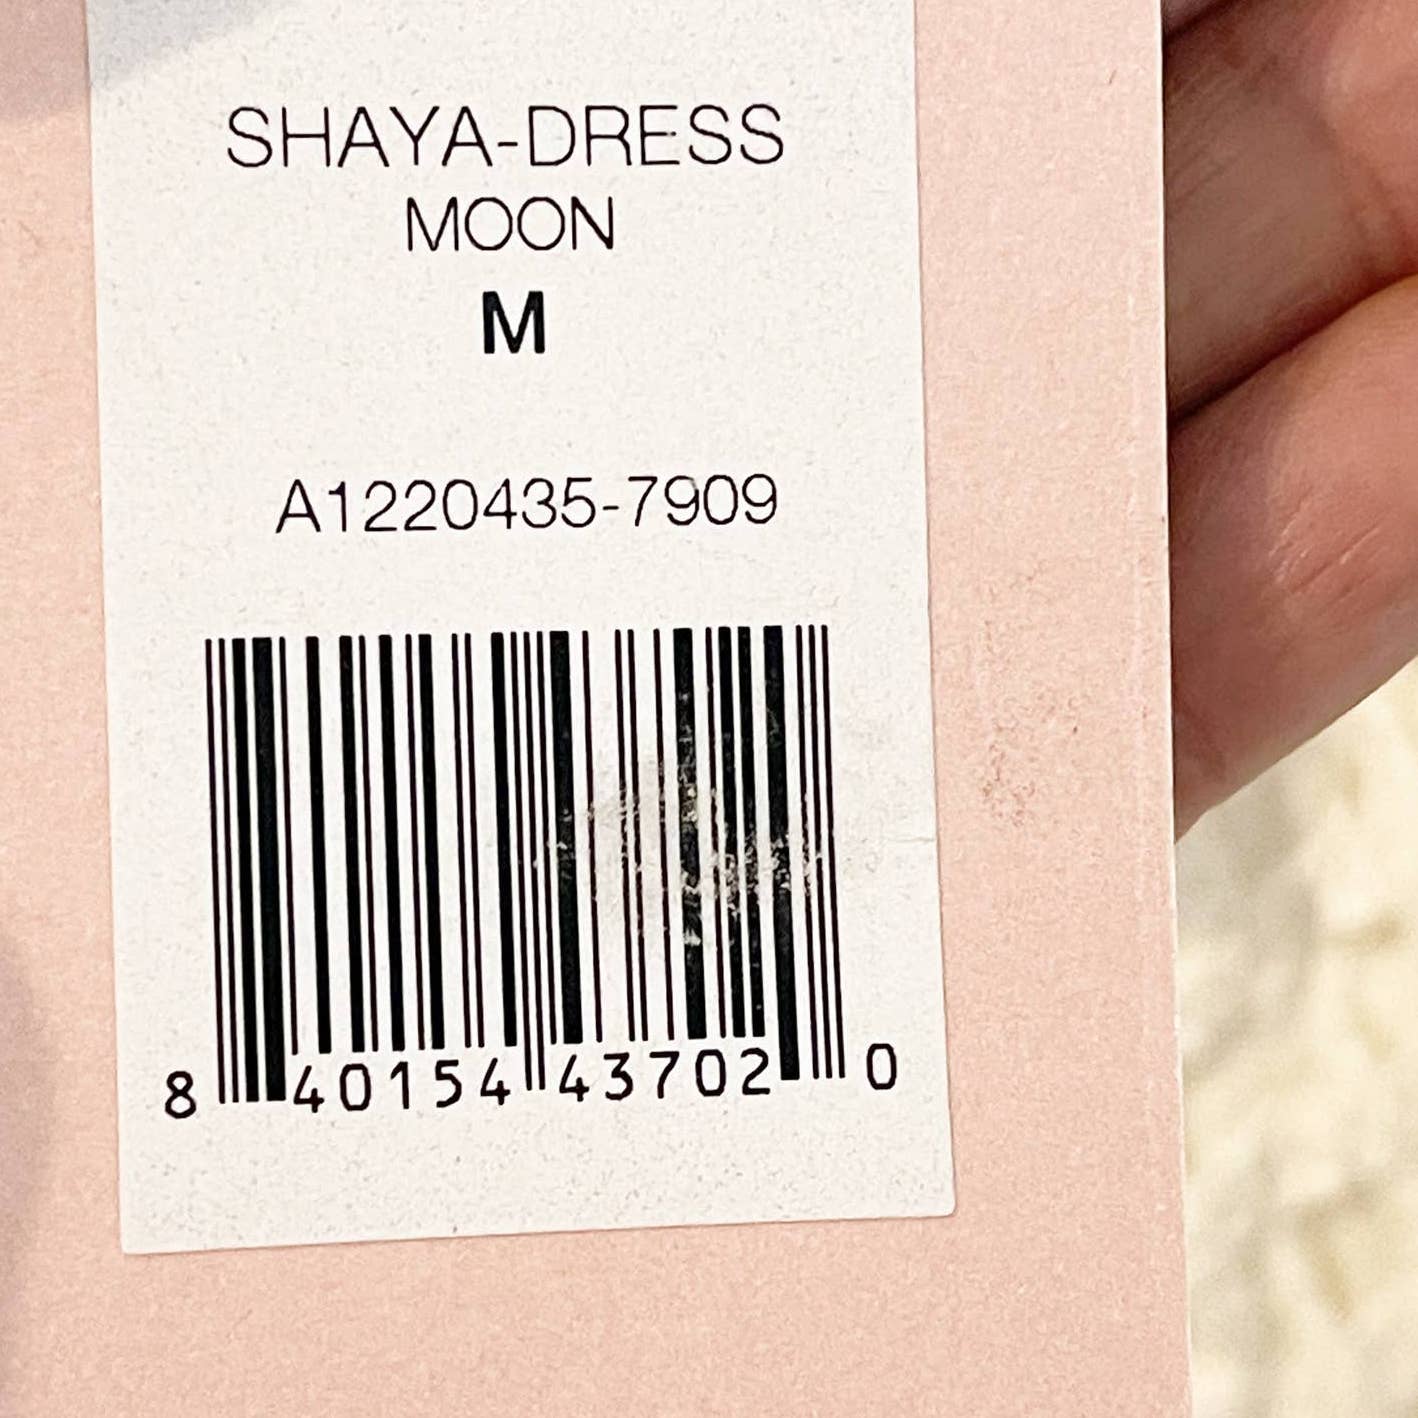 SHAYA-DRESS
MOON
M
A1220435-7909
8 40154 43702 0